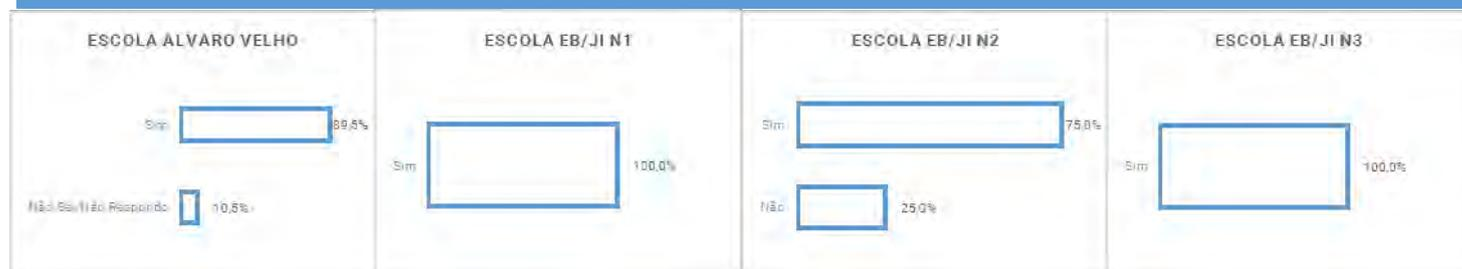 ESCOLA ALVARO VELHO
Sim
89,5%
Não Sei/Não Respondo
10,5%
ESCOLA EB/JI N1
Sim
100,0%
ESCOLA EB/JI N2
Sim
75,0%
Não
25,0%
ESCOLA EB/JI N3
Sim
100,0%